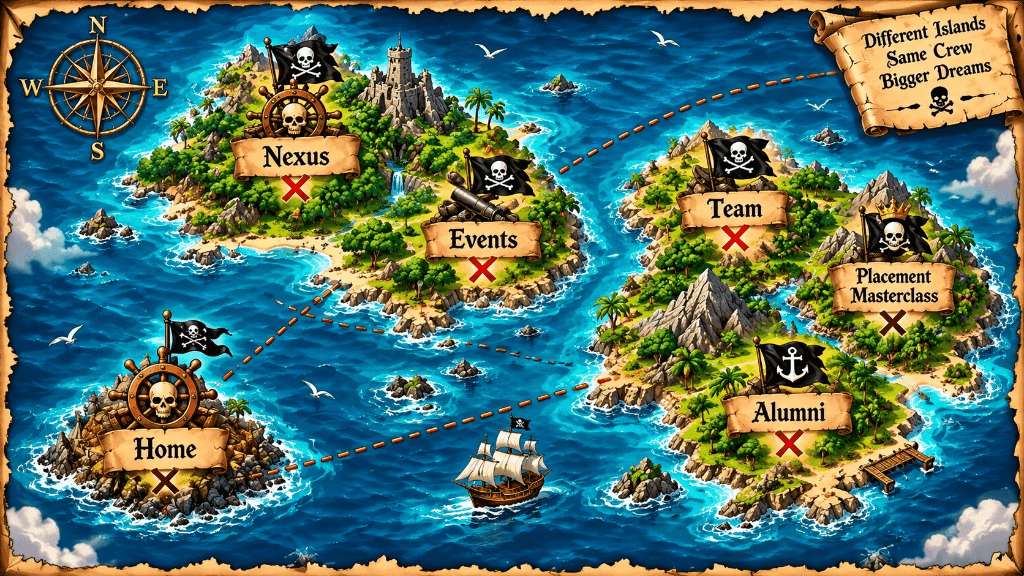 N
W
E
S
Different Islands
Same Crew
Bigger Dreams
Nexus
Events
Team
Placement
Masterclass
Alumni
Home